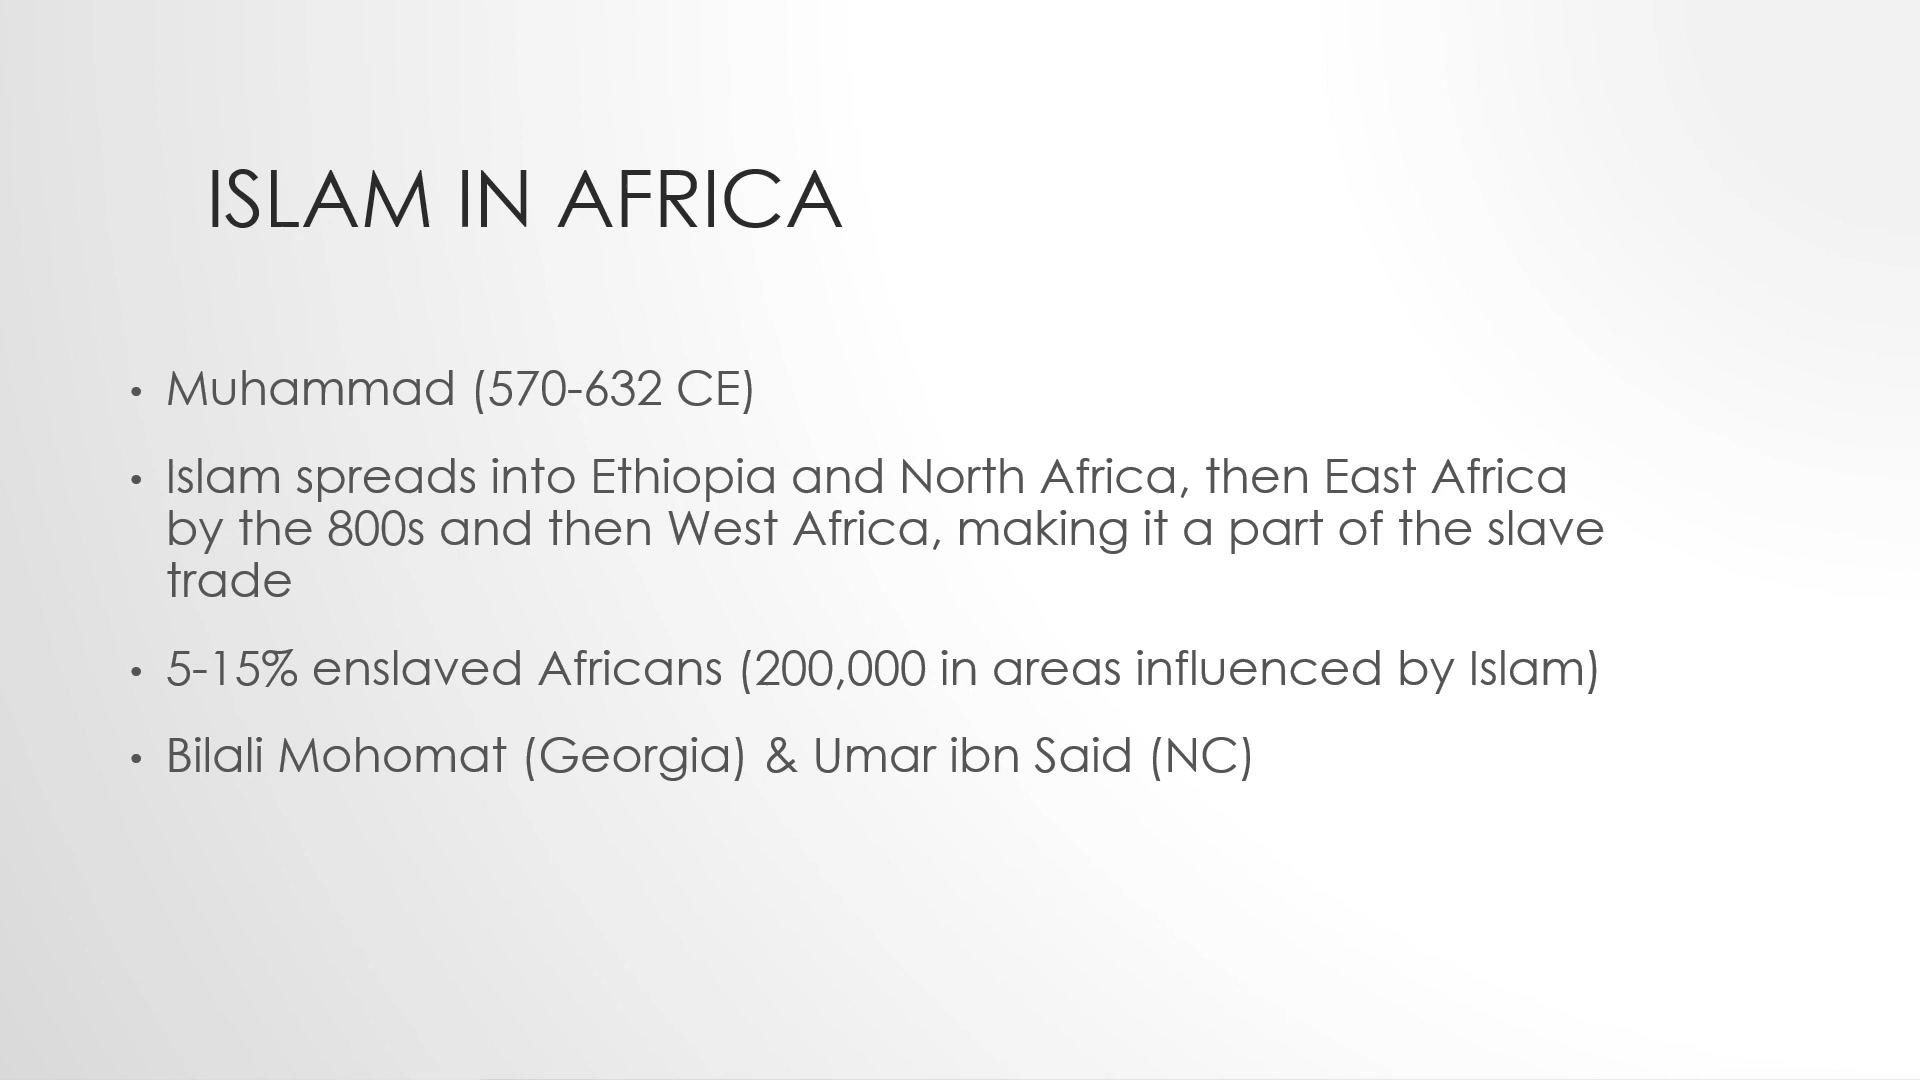 ISLAM IN AFRICA
• Muhammad (570-632 CE)
• Islam spreads into Ethiopia and North Africa, then East Africa
by the 800s and then West Africa, making it a part of the slave
trade
• 5-15% enslaved Africans (200,000 in areas influenced by Islam)
• Bilali Mohomat (Georgia) & Umar ibn Said (NC)